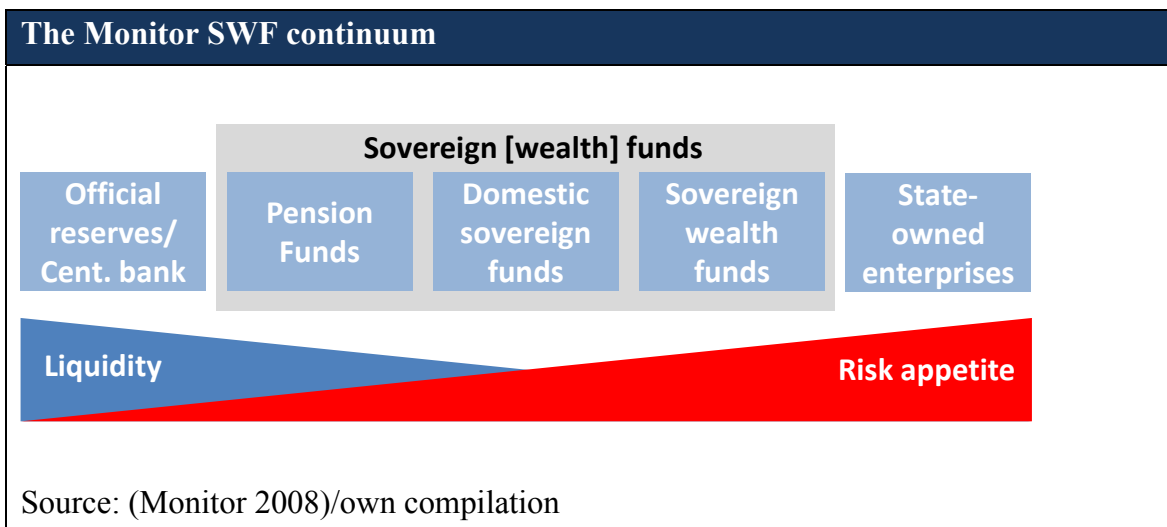 The Monitor SWF continuum
Sovereign [wealth] funds
Official
reserves/
Cent. bank
Pension
Funds
Domestic
sovereign
funds
Sovereign
wealth
funds
State-
owned
enterprises
Liquidity
Risk appetite
Source: (Monitor 2008)/own compilation